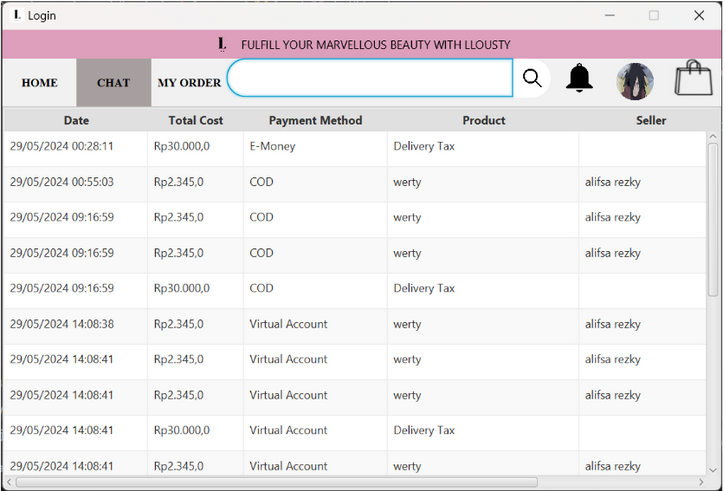 Login
FULFILL YOUR MARVELLOUS BEAUTY WITH LLOUSTY
HOME CHAT MY ORDER
Date Total Cost Payment Method Product Seller
29/05/2024 00:28:11 Rp30.000,0 E-Money Delivery Tax
29/05/2024 00:55:03 Rp2.345,0 COD werty alifsa rezky
29/05/2024 09:16:59 Rp2.345,0 COD werty alifsa rezky
29/05/2024 09:16:59 Rp2.345,0 COD werty alifsa rezky
29/05/2024 09:16:59 Rp30.000,0 COD Delivery Tax
29/05/2024 14:08:38 Rp2.345,0 Virtual Account werty alifsa rezky
29/05/2024 14:08:41 Rp2.345,0 Virtual Account werty alifsa rezky
29/05/2024 14:08:41 Rp2.345,0 Virtual Account werty alifsa rezky
29/05/2024 14:08:41 Rp30.000,0 Virtual Account Delivery Tax
29/05/2024 14:08:41 Rp2.345,0 Virtual Account werty alifsa rezky